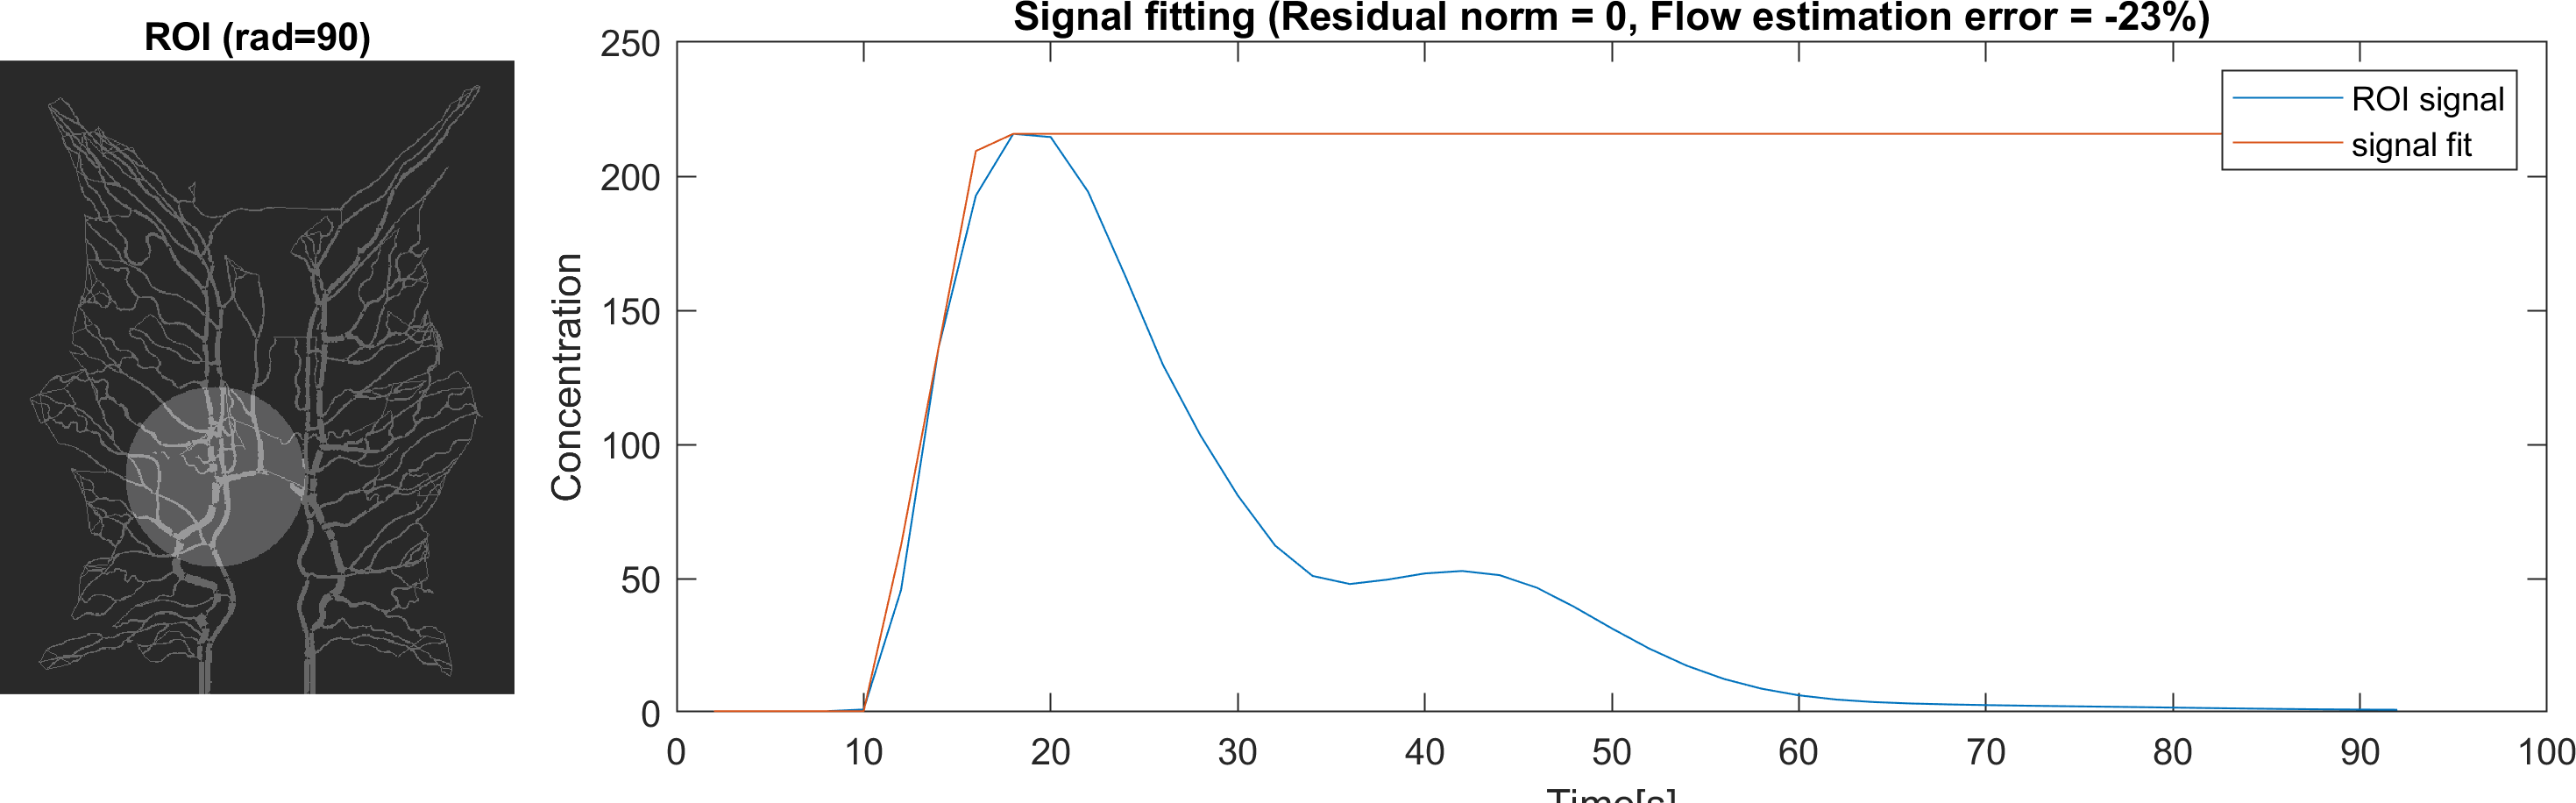 ROI (rad=90)
Signal fitting (Residual norm = 0, Flow estimation error = -23%)
250
200
150
100
50
0
Concentration
ROI signal
signal fit
0 10 20 30 40 50 60 70 80 90 100
Time[s]